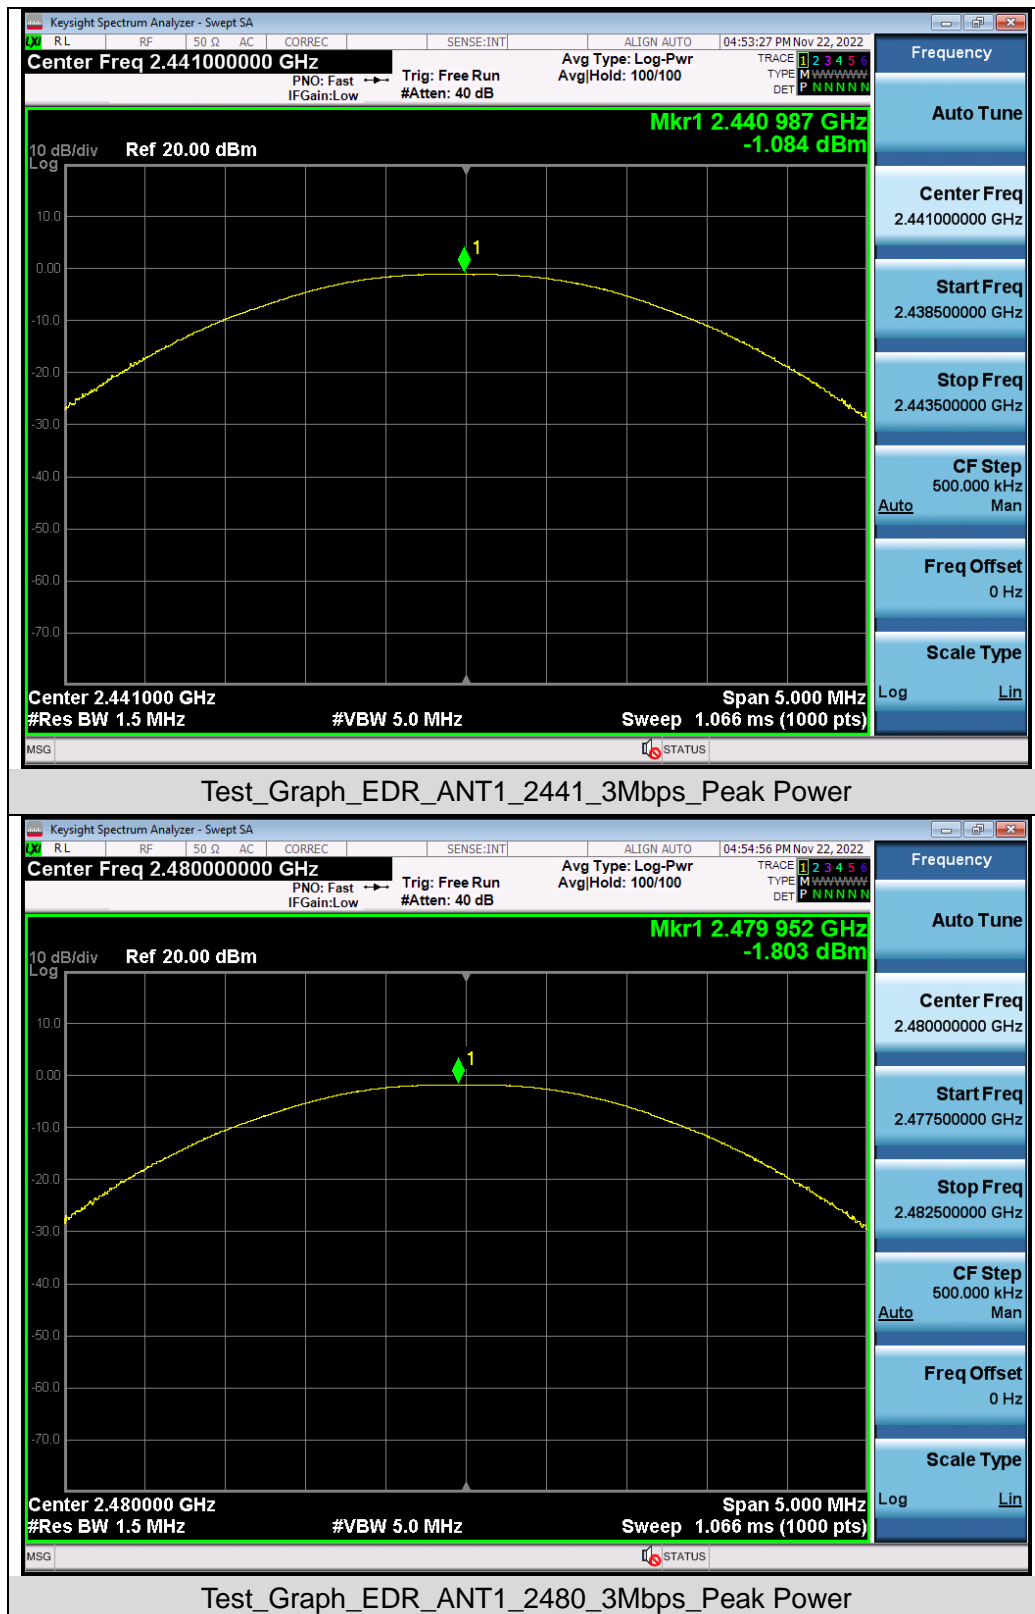 Keysight Spectrum Analyzer - Swept SA
LXI RL RF 50 Ω AC CORREC SENSE:INT ALIGN AUTO 04:53:27 PM Nov 22, 2022
Center Freq 2.441000000 GHz
PNO: Fast
IFGain:Low
Trig: Free Run
#Atten: 40 dB
Avg Type: Log-Pwr
Avg|Hold: 100/100
TRACE 1 2 3 4 5 6
TYPE M WWWWW
DET P N N N N N
Mkr1 2.440 987 GHz
-1.084 dBm
10 dB/div Ref 20.00 dBm
Log
10.0
0.00
-10.0
-20.0
-30.0
-40.0
-50.0
-60.0
-70.0
1
Center 2.441000 GHz Span 5.000 MHz
#Res BW 1.5 MHz #VBW 5.0 MHz Sweep 1.066 ms (1000 pts)
MSG STATUS
Frequency
Auto Tune
Center Freq
2.441000000 GHz
Start Freq
2.438500000 GHz
Stop Freq
2.443500000 GHz
CF Step
500.000 kHz
Auto Man
Freq Offset
0 Hz
Scale Type
Log Lin
Test_Graph_EDR_ANT1_2441_3Mbps_Peak Power
Keysight Spectrum Analyzer - Swept SA
LXI RL RF 50 Ω AC CORREC SENSE:INT ALIGN AUTO 04:54:56 PM Nov 22, 2022
Center Freq 2.480000000 GHz
PNO: Fast
IFGain:Low
Trig: Free Run
#Atten: 40 dB
Avg Type: Log-Pwr
Avg|Hold: 100/100
TRACE 1 2 3 4 5 6
TYPE M WWWWW
DET P N N N N N
Mkr1 2.479 952 GHz
-1.803 dBm
10 dB/div Ref 20.00 dBm
Log
10.0
0.00
-10.0
-20.0
-30.0
-40.0
-50.0
-60.0
-70.0
1
Center 2.480000 GHz Span 5.000 MHz
#Res BW 1.5 MHz #VBW 5.0 MHz Sweep 1.066 ms (1000 pts)
MSG STATUS
Frequency
Auto Tune
Center Freq
2.480000000 GHz
Start Freq
2.477500000 GHz
Stop Freq
2.482500000 GHz
CF Step
500.000 kHz
Auto Man
Freq Offset
0 Hz
Scale Type
Log Lin
Test_Graph_EDR_ANT1_2480_3Mbps_Peak Power